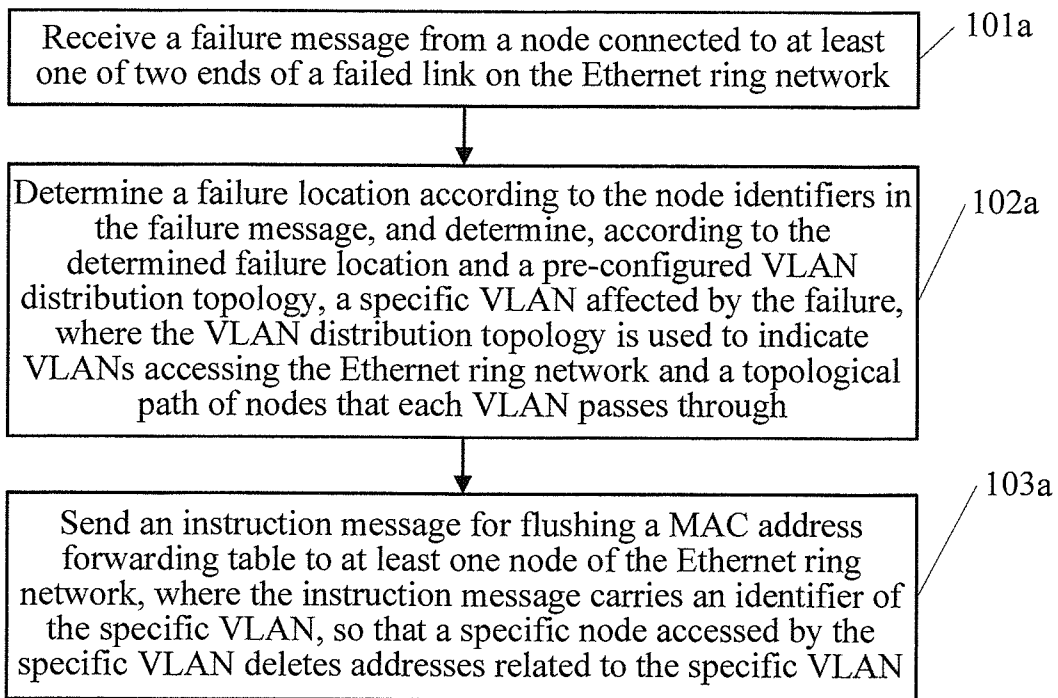 Receive a failure message from a node connected to at least
one of two ends of a failed link on the Ethernet ring network
101a
Determine a failure location according to the node identifiers in
the failure message, and determine, according to the
determined failure location and a pre-configured VLAN
distribution topology, a specific VLAN affected by the failure,
where the VLAN distribution topology is used to indicate
VLANs accessing the Ethernet ring network and a topological
path of nodes that each VLAN passes through
102a
Send an instruction message for flushing a MAC address
forwarding table to at least one node of the Ethernet ring
network, where the instruction message carries an identifier of
the specific VLAN, so that a specific node accessed by the
specific VLAN deletes addresses related to the specific VLAN
103a